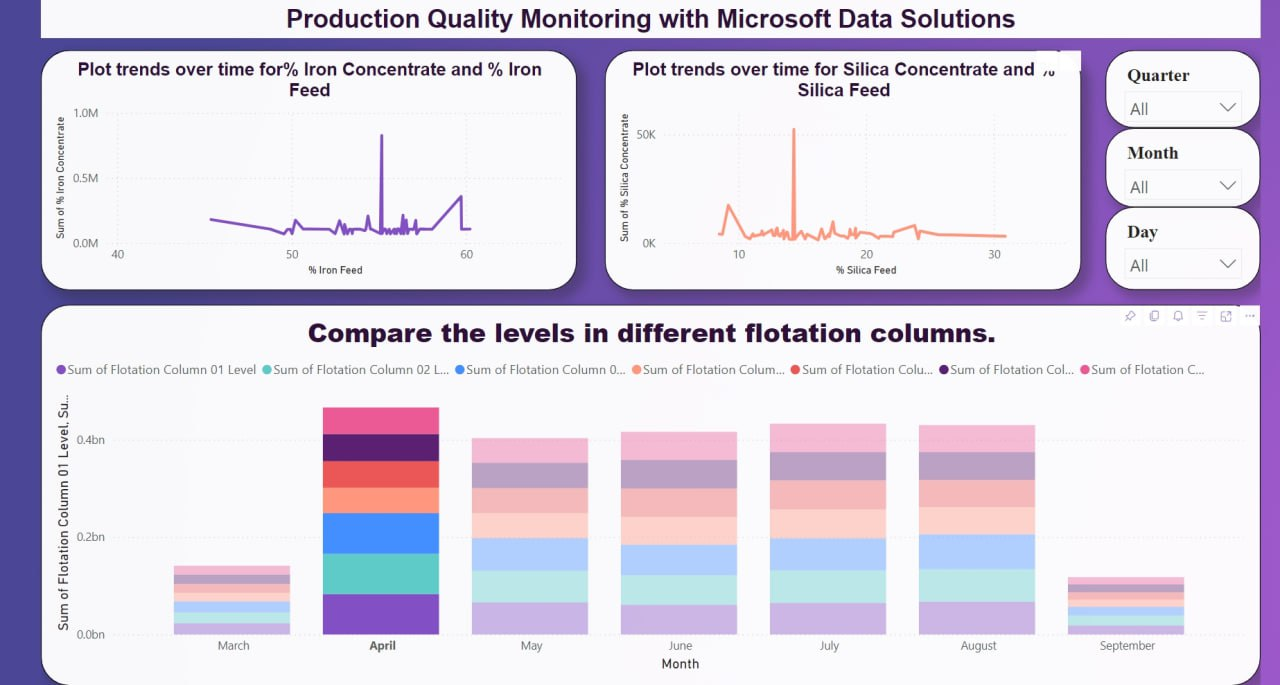 Production Quality Monitoring with Microsoft Data Solutions
Plot trends over time for% Iron Concentrate and % Iron
Feed
Sum of % Iron Concentrate
1.0M
0.5M
0.0M
40
50
60
% Iron Feed
Plot trends over time for Silica Concentrate and %
Silica Feed
Sum of % Silica Concentrate
50K
0K
10
20
30
% Silica Feed
Quarter
All
Month
All
Day
All
Compare the levels in different flotation columns.
Sum of Flotation Column 01 Level
Sum of Flotation Column 02 L...
Sum of Flotation Column 0...
Sum of Flotation Colum...
Sum of Flotation Colu...
Sum of Flotation Col...
Sum of Flotation C...
Sum of Flotation Column 01 Level, Su...
0.4bn
0.2bn
0.0bn
March
April
May
June
July
August
September
Month